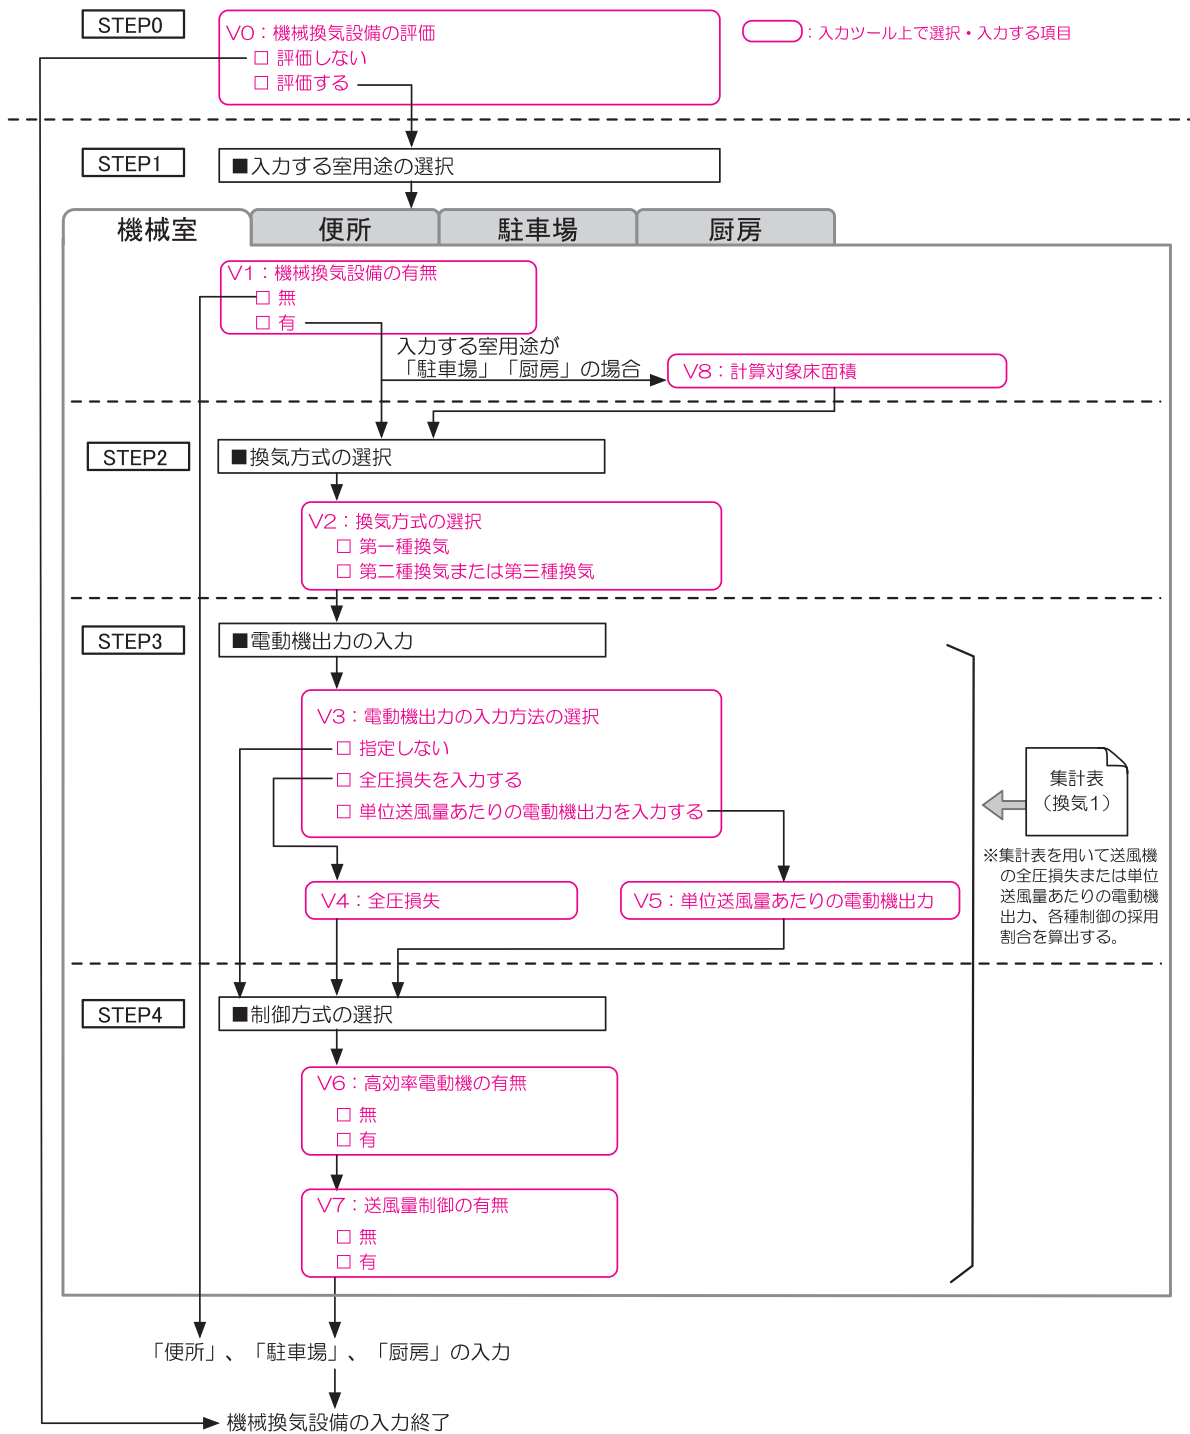 STEP0
V0：機械換気設備の評価
□ 評価しない
□ 評価する
：入力ツール上で選択・入力する項目
STEP1
■入力する室用途の選択
機械室
便所
駐車場
厨房
V1：機械換気設備の有無
□ 無
□ 有
入力する室用途が
「駐車場」「厨房」の場合
V8：計算対象床面積
STEP2
■換気方式の選択
V2：換気方式の選択
□ 第一種換気
□ 第二種換気または第三種換気
STEP3
■電動機出力の入力
V3：電動機出力の入力方法の選択
□ 指定しない
□ 全圧損失を入力する
□ 単位送風量あたりの電動機出力を入力する
集計表
（換気1）
※集計表を用いて送風機
の全圧損失または単位
送風量あたりの電動機
出力、各種制御の採用
割合を算出する。
V4：全圧損失
V5：単位送風量あたりの電動機出力
STEP4
■制御方式の選択
V6：高効率電動機の有無
□ 無
□ 有
V7：送風量制御の有無
□ 無
□ 有
「便所」、「駐車場」、「厨房」の入力
機械換気設備の入力終了